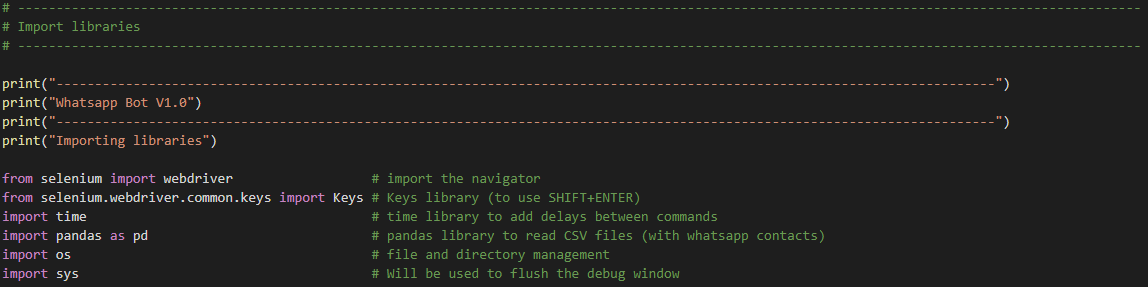 # --------------------------------------------------------------------------------------------------------------------------------------------------
# Import libraries
# --------------------------------------------------------------------------------------------------------------------------------------------------
print("--------------------------------------------------------------------------------------------------------------------------")
print("Whatsapp Bot V1.0")
print("--------------------------------------------------------------------------------------------------------------------------")
print("Importing libraries")
from selenium import webdriver                  # import the navigator
from selenium.webdriver.common.keys import Keys # Keys library (to use SHIFT+ENTER)
import time                                     # time library to add delays between commands
import pandas as pd                             # pandas library to read CSV files (with whatsapp contacts)
import os                                       # file and directory management
import sys                                      # Will be used to flush the debug window